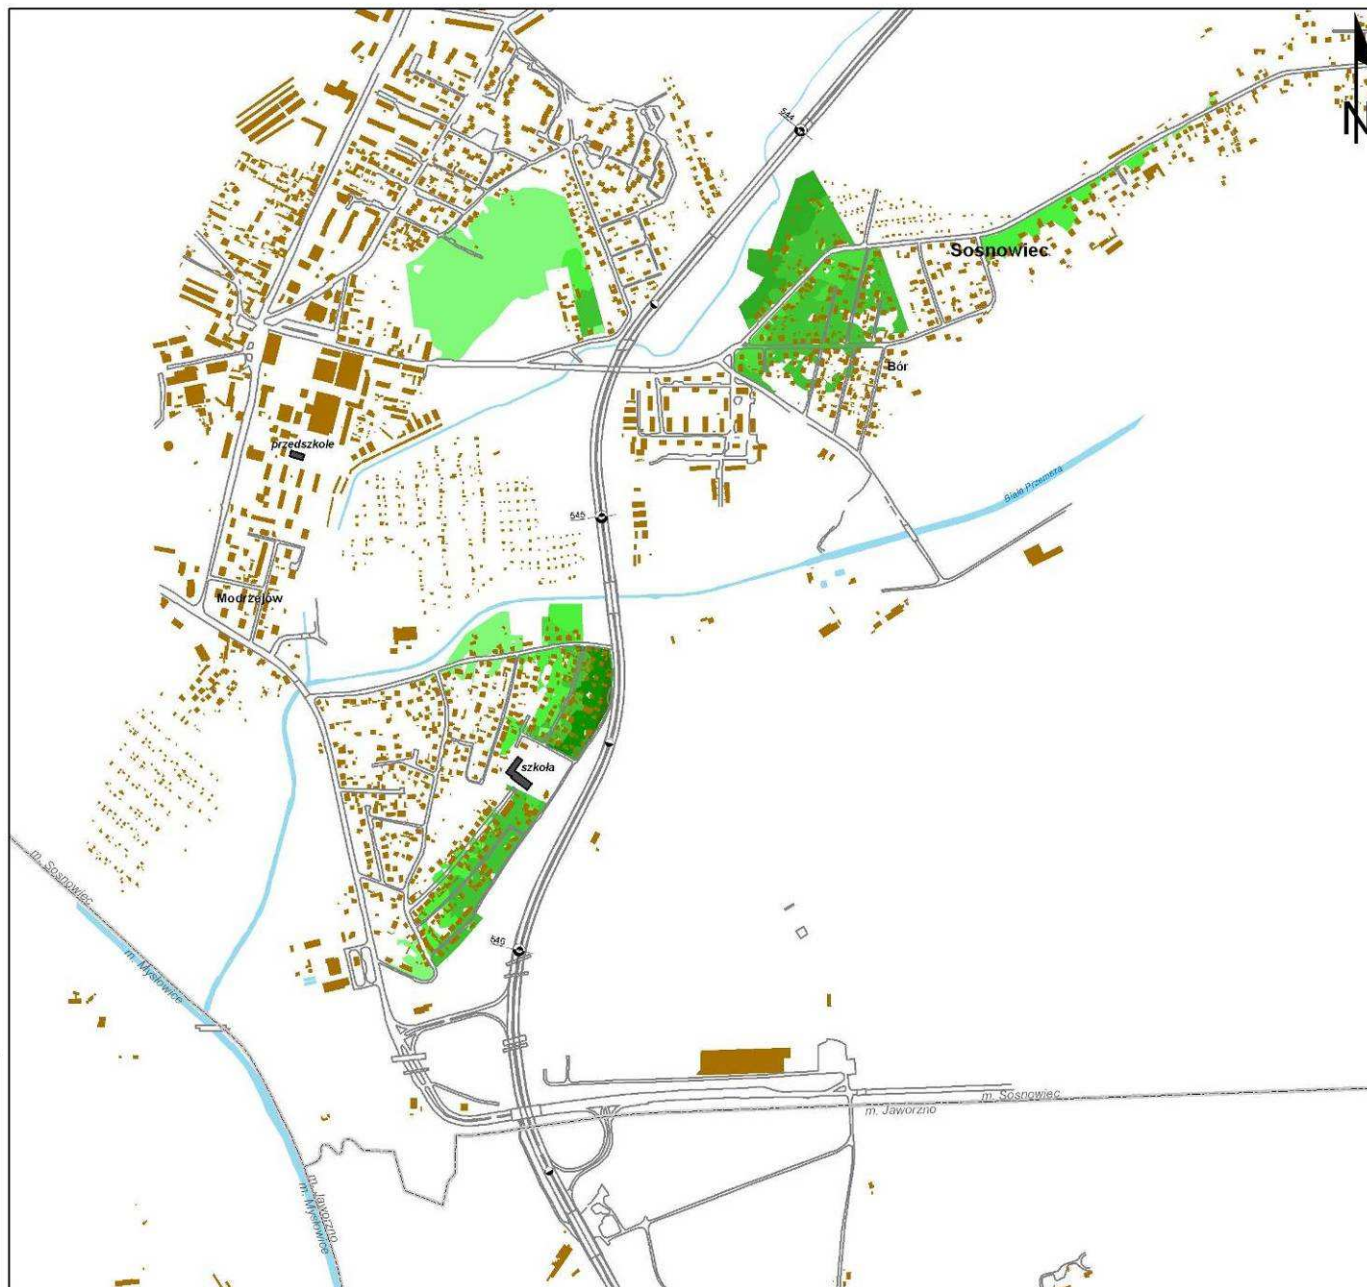 N
544
Sosnowiec
Bór
przedszkole
Biała Przemsza
545
Modrzejów
szkoła
m. Sosnowiec
m. Mysłowice
m. Sosnowiec
m. Jaworzno
m. Jaworzno
m. Mysłowice